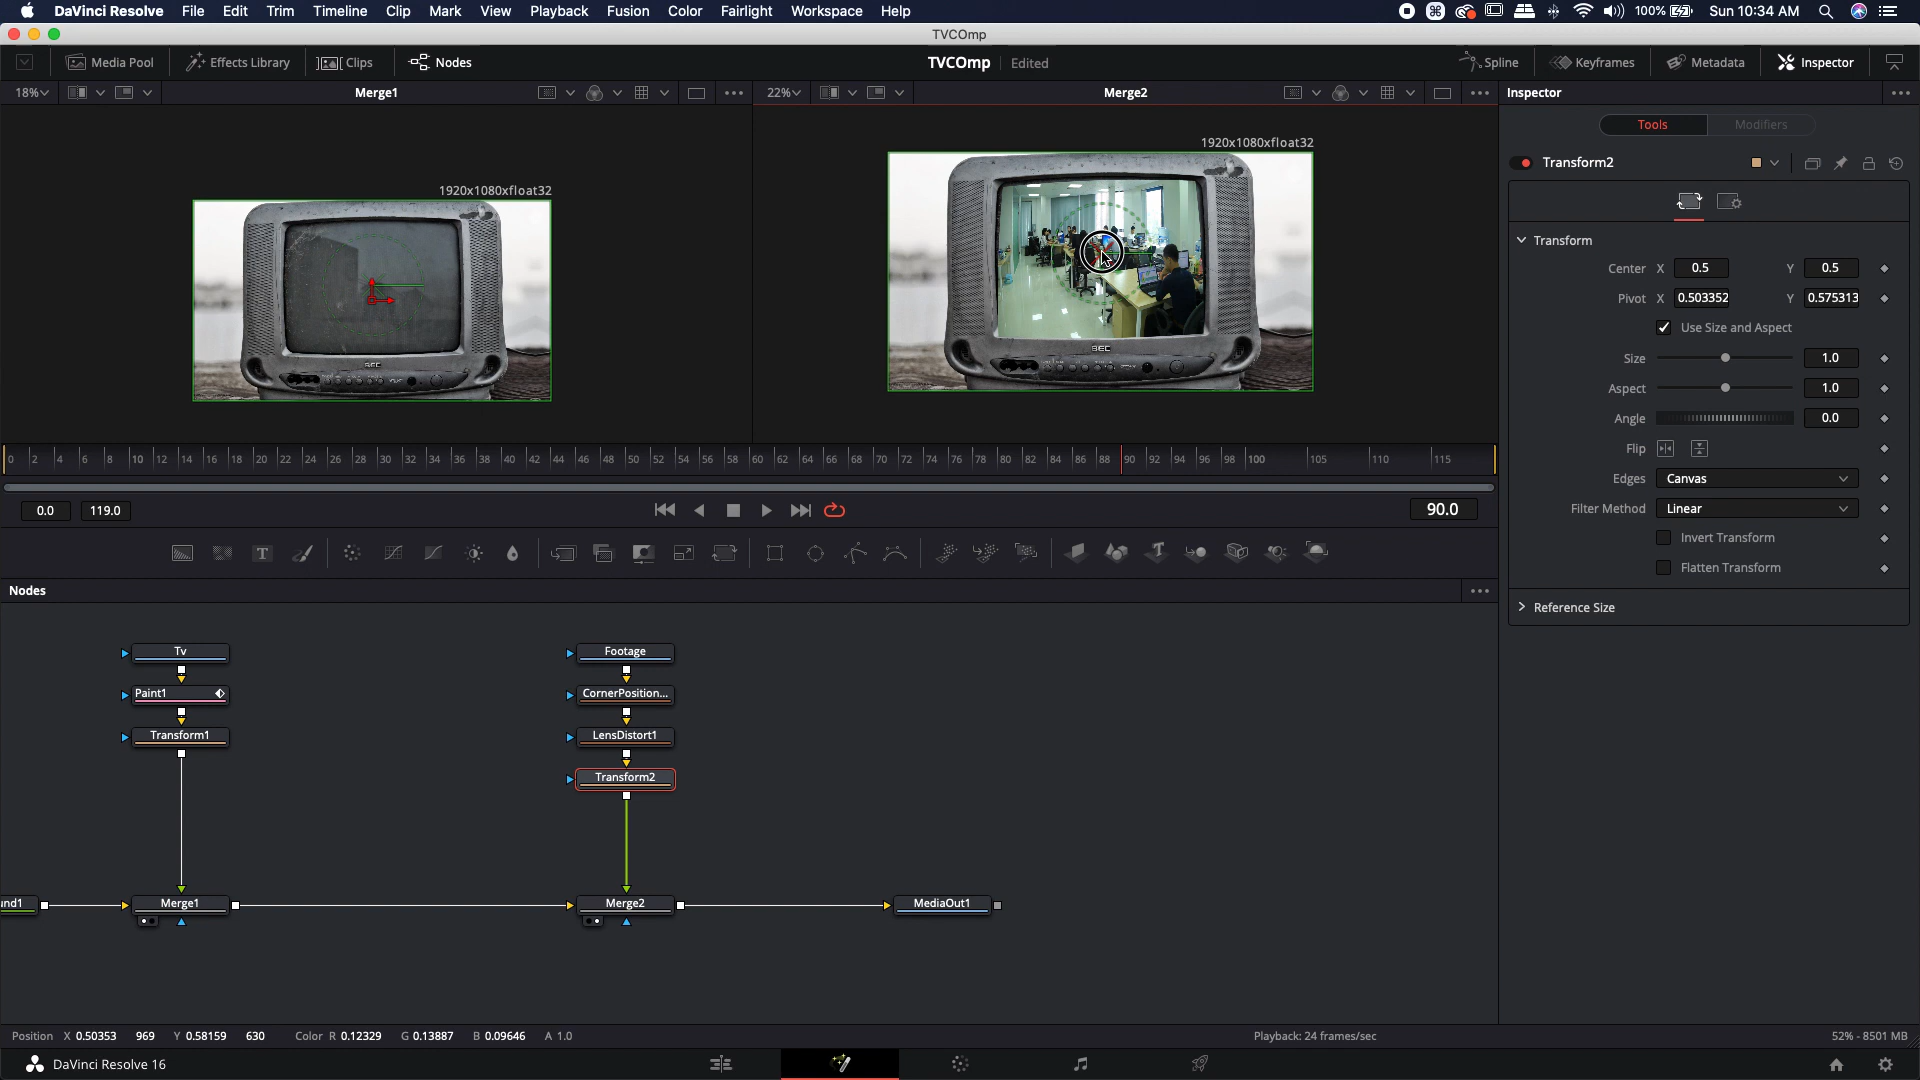 DaVinci Resolve File Edit Trim Timeline Clip Mark View Playback Fusion Color Fairlight Workspace Help 100% Sun 10:34 AM
TVCOmp
Media Pool Effects Library Clips Nodes TVCOmp Edited Spline Keyframes Metadata Inspector
18% Merge1 22% Merge2 Inspector
Tools Modifiers
1920x1080xfloat32
1920x1080xfloat32
Transform2
Transform
Center X 0.5 Y 0.5
Pivot X 0.503352 Y 0.575313
Use Size and Aspect
Size 1.0
Aspect 1.0
Angle 0.0
Flip
Edges Canvas
Filter Method Linear
Invert Transform
Flatten Transform
Reference Size
SEC
SEC
0 2 4 6 8 10 12 14 16 18 20 22 24 26 28 30 32 34 36 38 40 42 44 46 48 50 52 54 56 58 60 62 64 66 68 70 72 74 76 78 80 82 84 86 88 90 92 94 96 98 100 105 110 115
0.0 119.0 90.0
T
Nodes
Tv Footage
Paint1 CornerPosition...
Transform1 LensDistort1
Transform2
und1 Merge1 Merge2 MediaOut1
Position X 0.50353 969 Y 0.58159 630 Color R 0.12329 G 0.13887 B 0.09646 A 1.0 Playback: 24 frames/sec 52% - 8501 MB
DaVinci Resolve 16